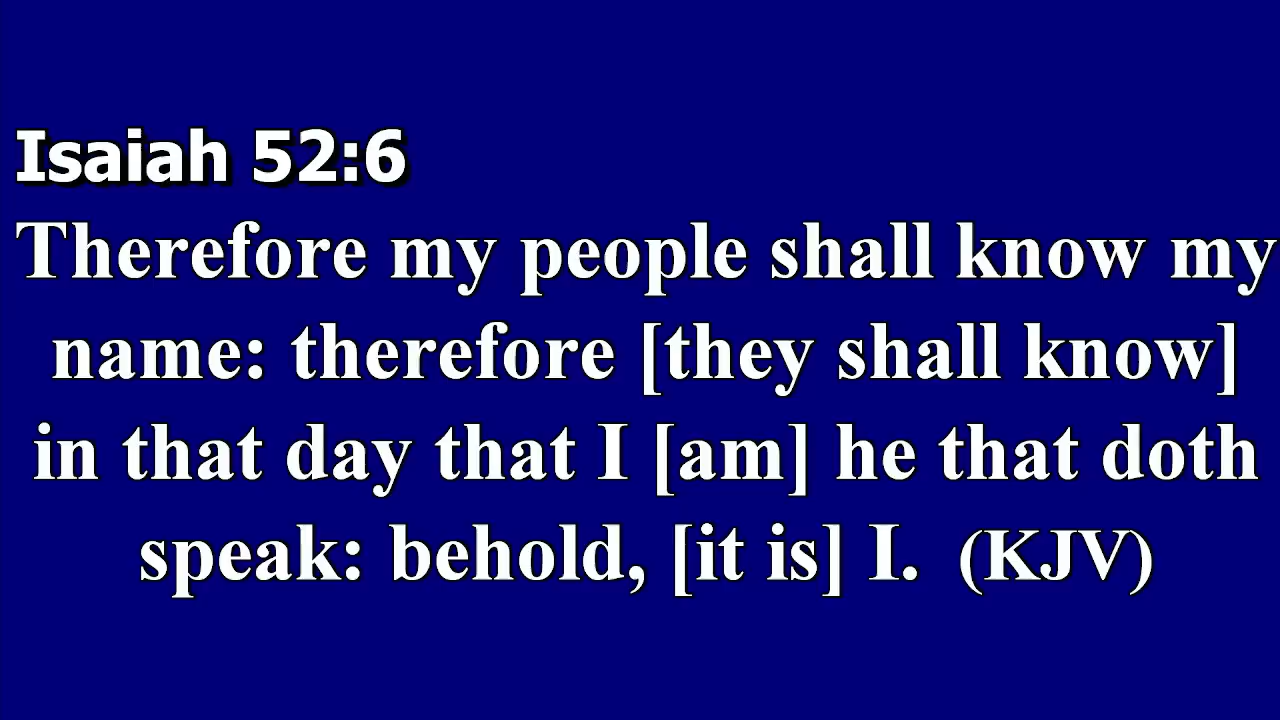 Isaiah 52:6
Therefore my people shall know my
name: therefore [they shall know]
in that day that I [am] he that doth
speak: behold, [it is] I.  (KJV)